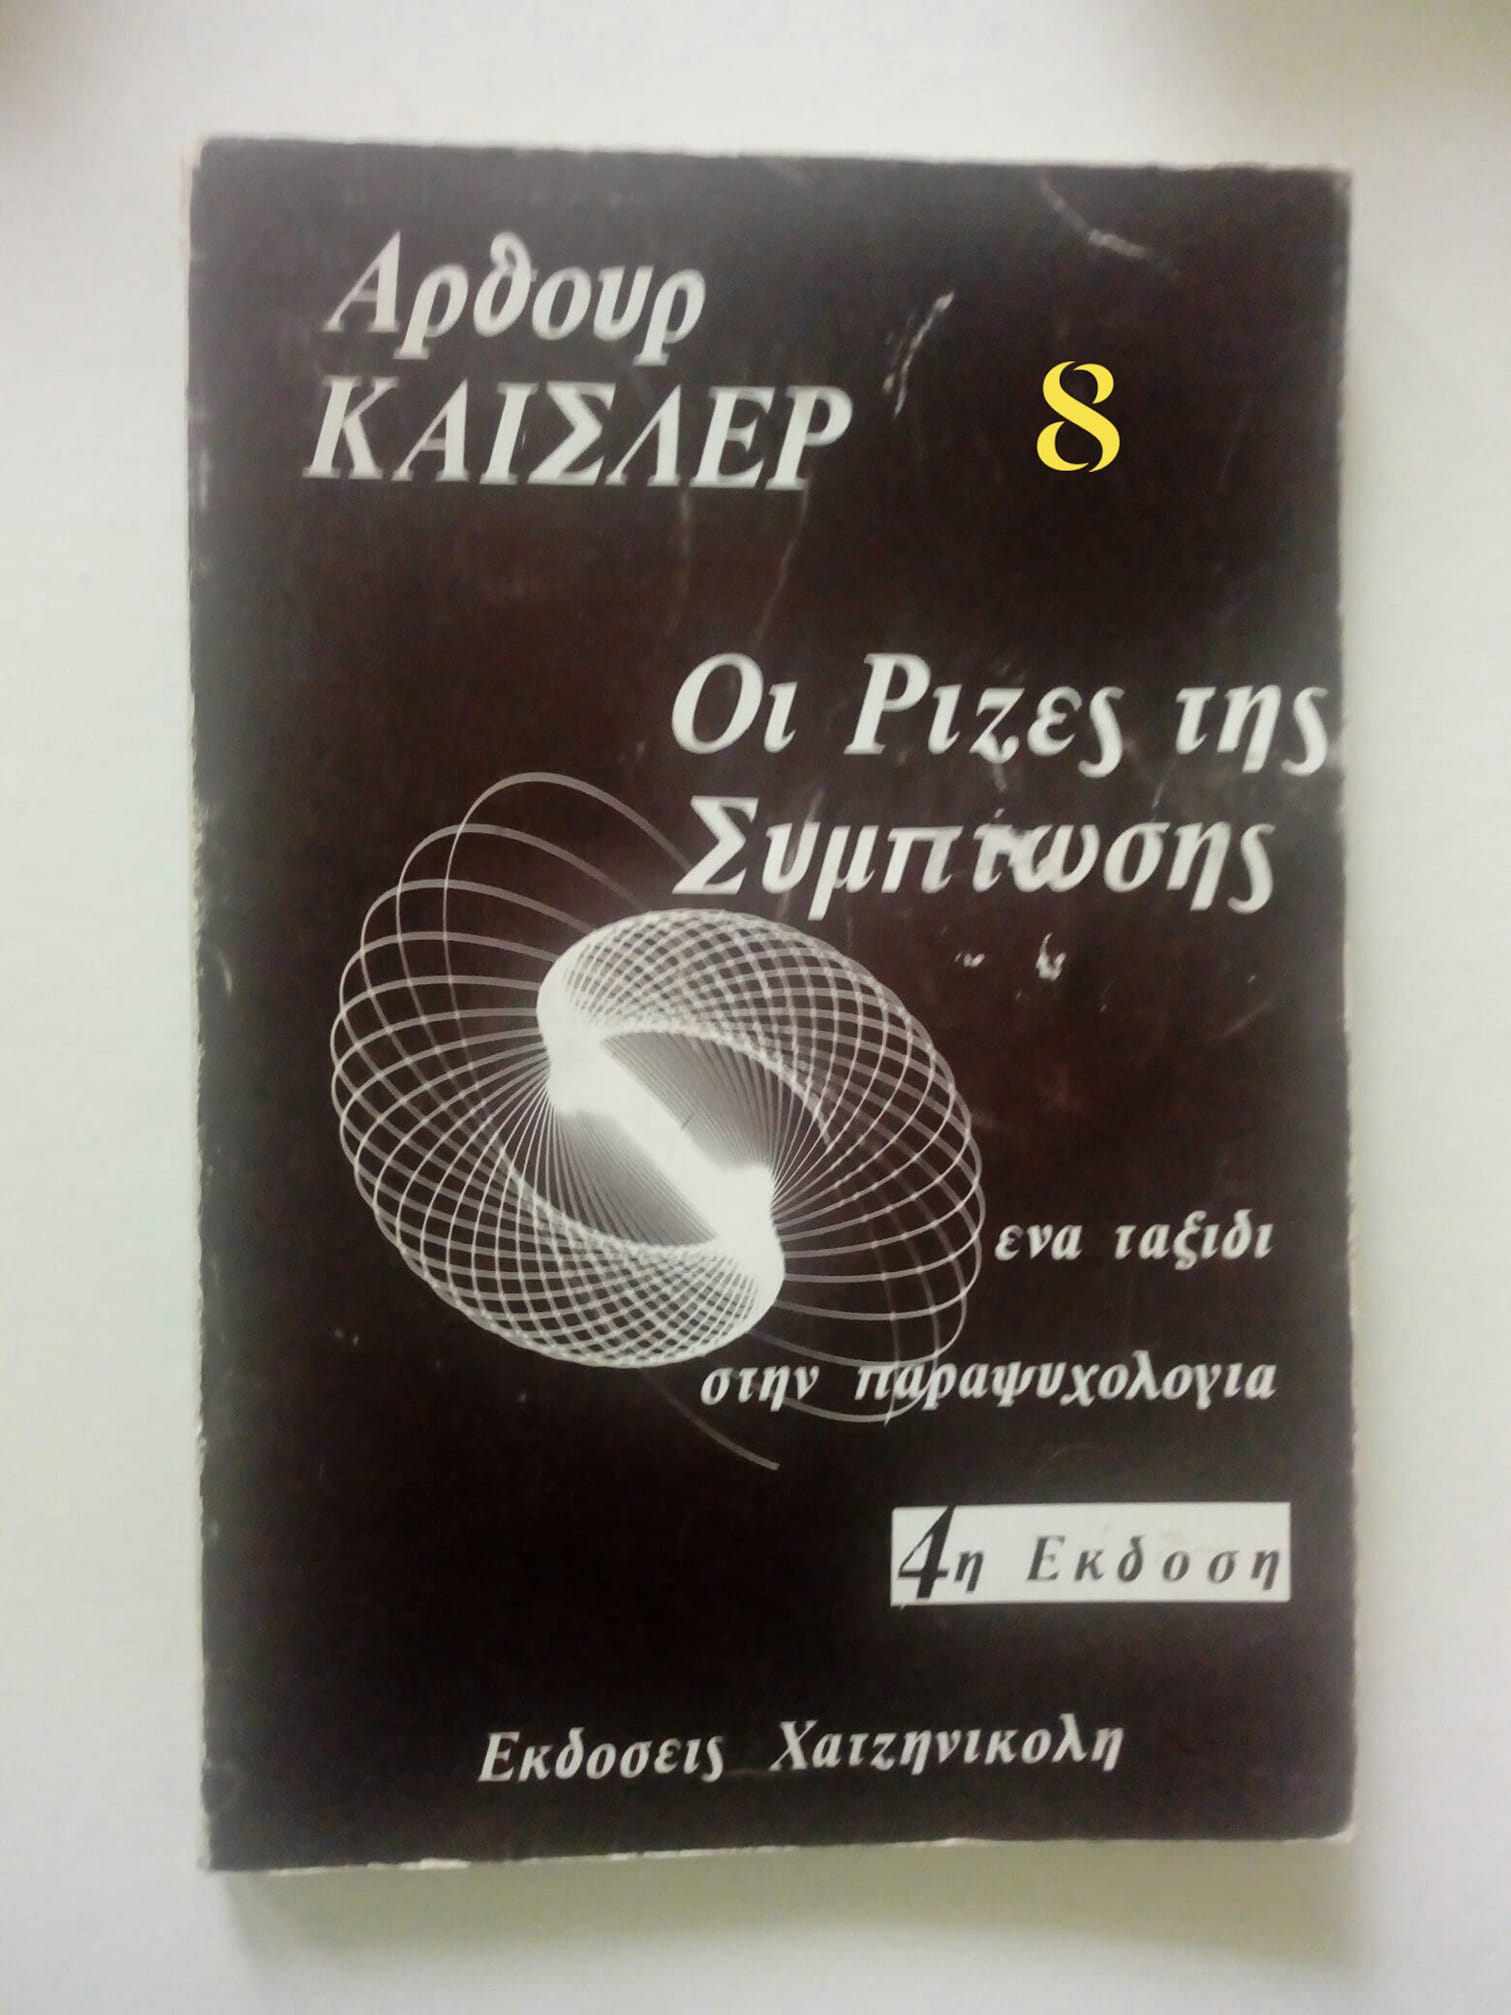 Αρθουρ
ΚΑΙΣΛΕΡ
8
Οι Ριζες της
Συμπτωσης
ενα ταξιδι
στην παραψυχολογια
4η Εκδοση
Εκδοσεις Χατζηνικολη